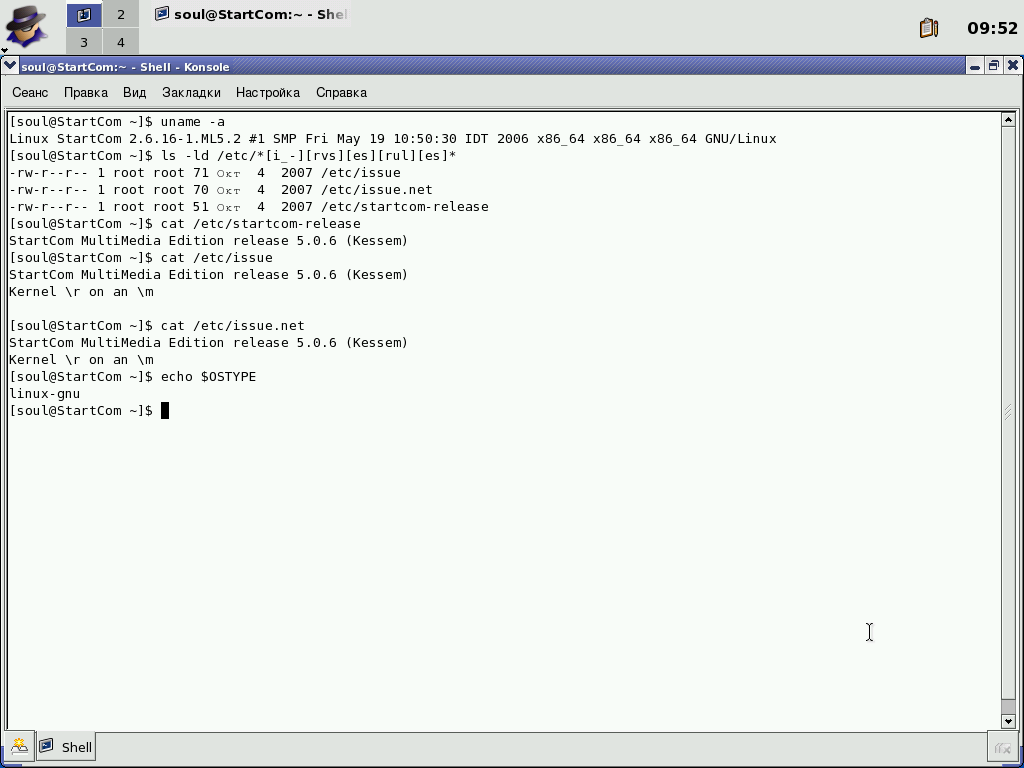 2
soul@StartCom:~ - Shel
3
4
09:52
soul@StartCom:~ - Shell - Konsole
Сеанс Правка Вид Закладки Настройка Справка
[soul@StartCom ~]$ uname -a
Linux StartCom 2.6.16-1.ML5.2 #1 SMP Fri May 19 10:50:30 IDT 2006 x86_64 x86_64 x86_64 GNU/Linux
[soul@StartCom ~]$ ls -ld /etc/*[i_-][rvs][es][rul][es]*
-rw-r--r-- 1 root root 71 Окт  4  2007 /etc/issue
-rw-r--r-- 1 root root 70 Окт  4  2007 /etc/issue.net
-rw-r--r-- 1 root root 51 Окт  4  2007 /etc/startcom-release
[soul@StartCom ~]$ cat /etc/startcom-release
StartCom MultiMedia Edition release 5.0.6 (Kessem)
[soul@StartCom ~]$ cat /etc/issue
StartCom MultiMedia Edition release 5.0.6 (Kessem)
Kernel \r on an \m
[soul@StartCom ~]$ cat /etc/issue.net
StartCom MultiMedia Edition release 5.0.6 (Kessem)
Kernel \r on an \m
[soul@StartCom ~]$ echo $OSTYPE
linux-gnu
[soul@StartCom ~]$
Shell